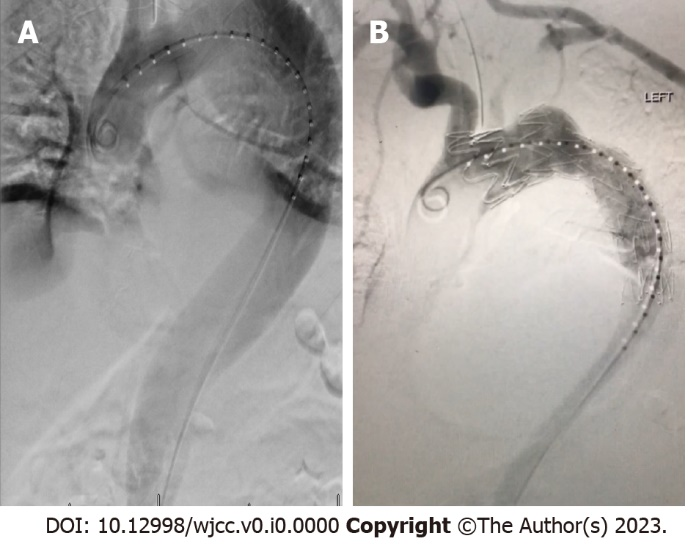 A
B
LEFT
DOI: 10.12998/wjcc.v0.i0.0000 Copyright ©The Author(s) 2023.